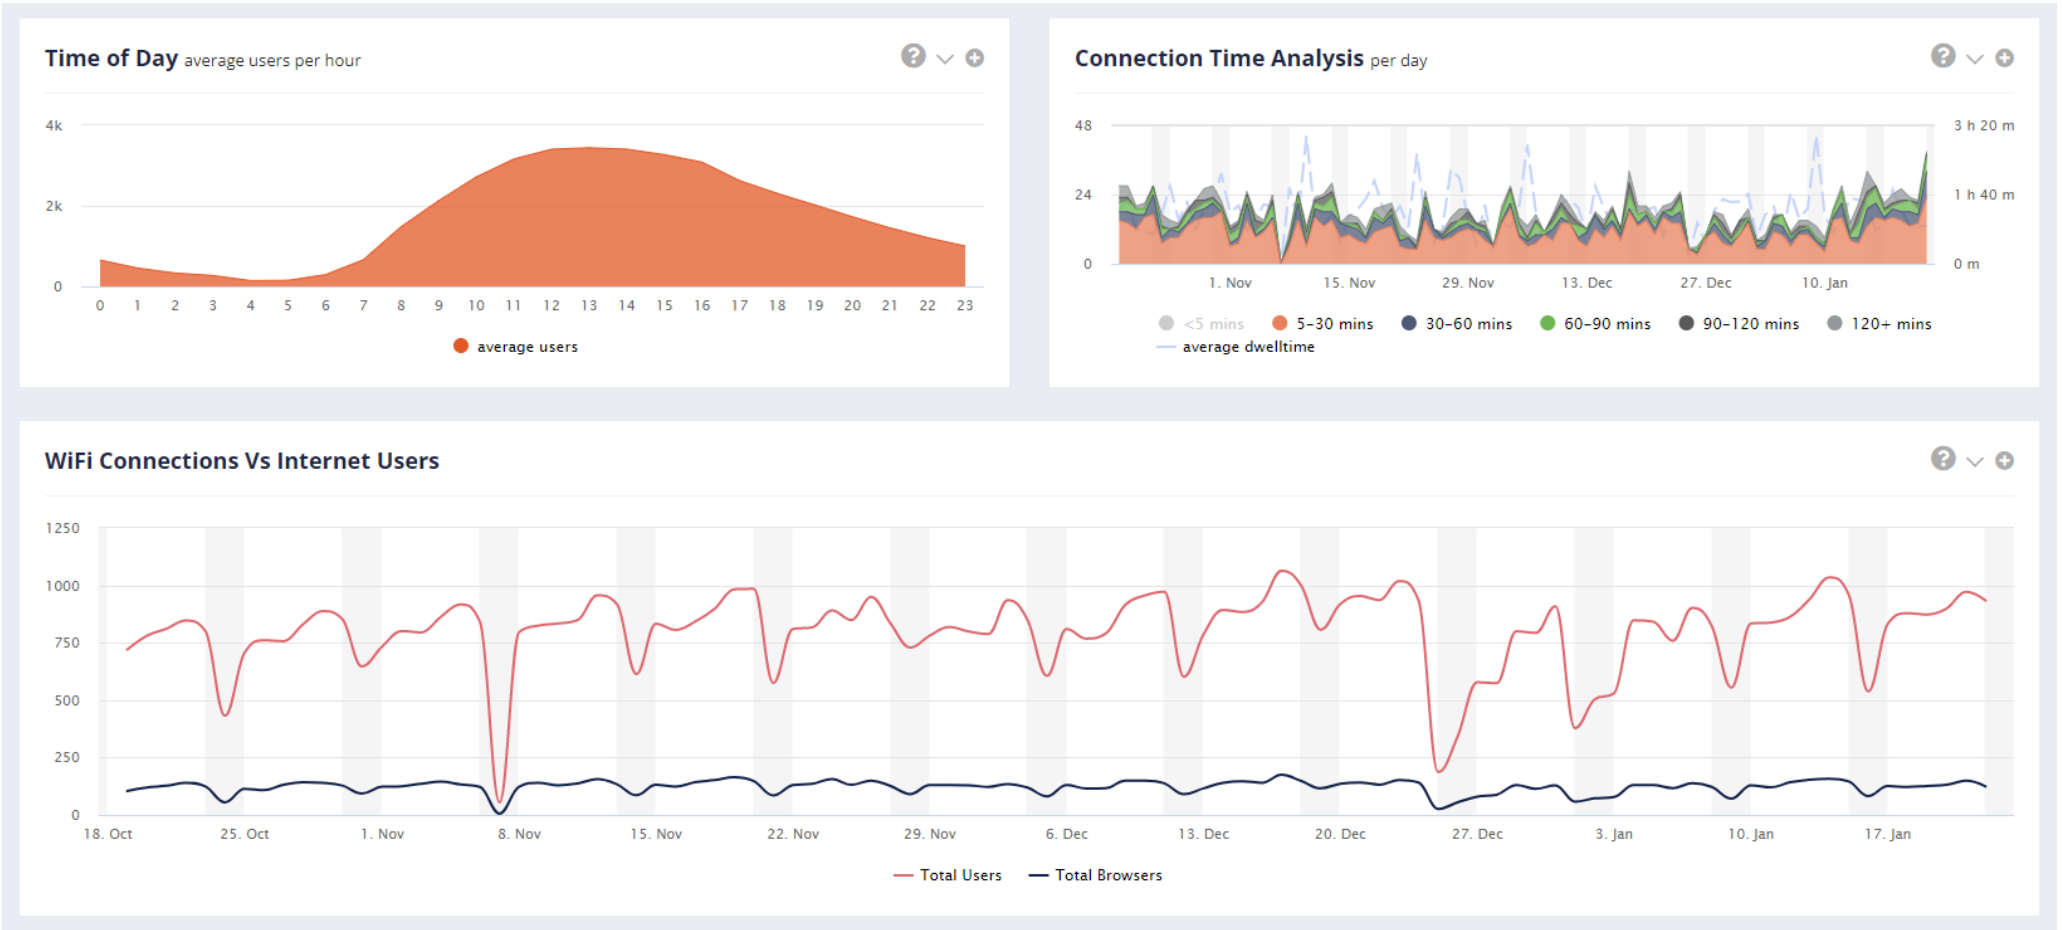 Time of Day average users per hour
4k
2k
0
0 1 2 3 4 5 6 7 8 9 10 11 12 13 14 15 16 17 18 19 20 21 22 23
average users
Connection Time Analysis per day
48 3 h 20 m
24 1 h 40 m
0 0 m
1. Nov 15. Nov 29. Nov 13. Dec 27. Dec 10. Jan
<5 mins 5-30 mins 30-60 mins 60-90 mins 90-120 mins 120+ mins
average dwelltime
WiFi Connections Vs Internet Users
1250
1000
750
500
250
0
18. Oct 25. Oct 1. Nov 8. Nov 15. Nov 22. Nov 29. Nov 6. Dec 13. Dec 20. Dec 27. Dec 3. Jan 10. Jan 17. Jan
Total Users Total Browsers